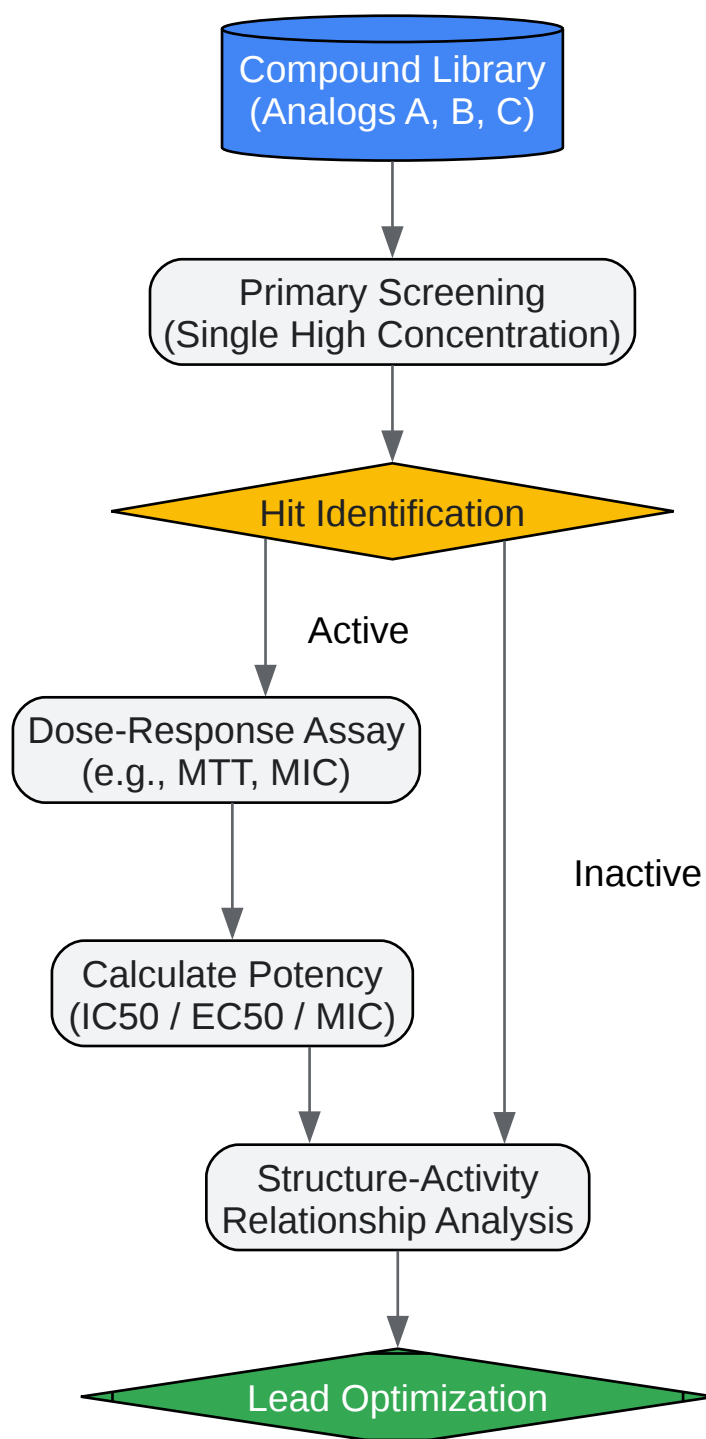 Compound Library
(Analogs A, B, C)
Primary Screening
(Single High Concentration)
Hit Identification
Active
Dose-Response Assay
(e.g., MTT, MIC)
Inactive
Calculate Potency
(IC50 / EC50 / MIC)
Structure-Activity
Relationship Analysis
Lead Optimization